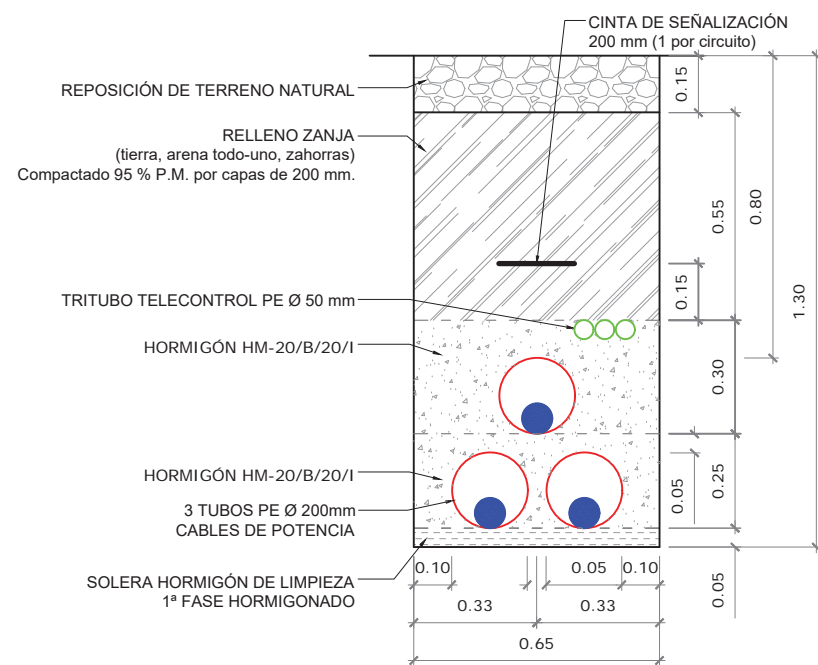 CINTA DE SEÑALIZACIÓN
200 mm (1 por circuito)
REPOSICIÓN DE TERRENO NATURAL
RELLENO ZANJA
(tierra, arena todo-uno, zahorras)
Compactado 95 % P.M. por capas de 200 mm.
TRITUBO TELECONTROL PE Ø 50 mm
HORMIGÓN HM-20/B/20/I
HORMIGÓN HM-20/B/20/I
3 TUBOS PE Ø 200mm
CABLES DE POTENCIA
SOLERA HORMIGÓN DE LIMPIEZA
1ª FASE HORMIGONADO
0.15
0.55
0.80
0.15
1.30
0.30
0.05
0.25
0.05
0.10
0.05
0.10
0.33
0.33
0.65